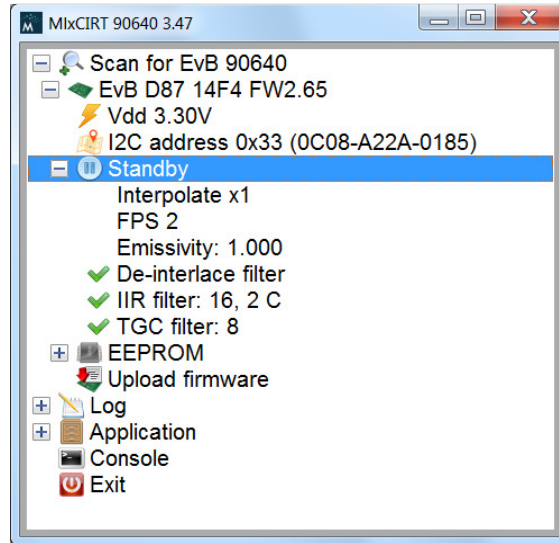 MlxCIRT 90640 3.47
Scan for EvB 90640
EvB D87 14F4 FW2.65
Vdd 3.30V
I2C address 0x33 (0C08-A22A-0185)
Standby
Interpolate x1
FPS 2
Emissivity: 1.000
De-interlace filter
IIR filter: 16, 2 C
TGC filter: 8
EEPROM
Upload firmware
Log
Application
Console
Exit